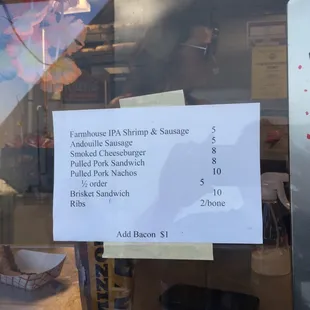 Farmhouse IPA Shrimp & Sausage 5
Andouille Sausage 5
Smoked Cheeseburger 8
Pulled Pork Sandwich 8
Pulled Pork Nachos 10
½ order 5
Brisket Sandwich 10
Ribs 2/bone
Add Bacon $1